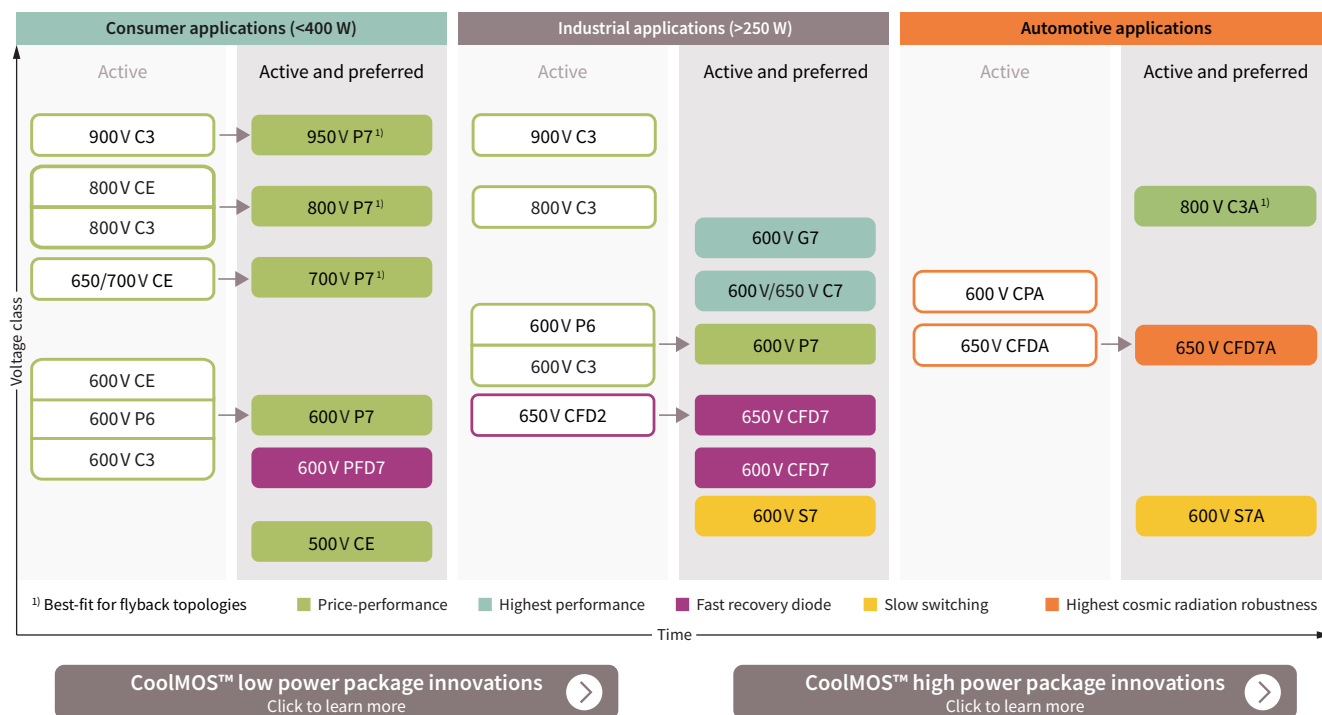 Consumer applications (<400 W)
Industrial applications (>250 W)
Automotive applications
Active
Active and preferred
Active
Active and preferred
Active
Active and preferred
Voltage class
900 V C3
950 V P7 1)
800 V CE
800 V C3
800 V P7 1)
650/700 V CE
700 V P7 1)
600 V CE
600 V P6
600 V C3
600 V P7
600 V PFD7
500 V CE
900 V C3
800 V C3
600 V G7
600 V/650 V C7
600 V P6
600 V C3
600 V P7
650 V CFD2
650 V CFD7
600 V CFD7
600 V S7
800 V C3A 1)
600 V CPA
650 V CFDA
650 V CFD7A
600 V S7A
1) Best-fit for flyback topologies
Price-performance
Highest performance
Fast recovery diode
Slow switching
Highest cosmic radiation robustness
Time
CoolMOS™ low power package innovations
Click to learn more
CoolMOS™ high power package innovations
Click to learn more